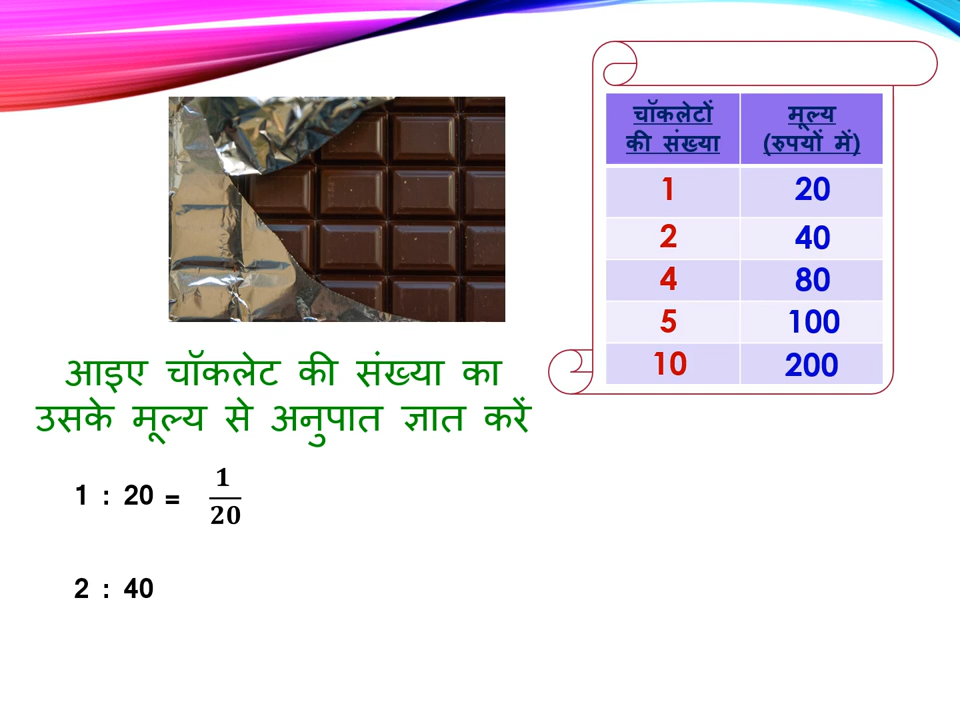 चॉकलेटों की संख्या | मूल्य (रुपयों में)
1 | 20
2 | 40
4 | 80
5 | 100
10 | 200
आइए चॉकलेट की संख्या का
उसके मूल्य से अनुपात ज्ञात करें
1 : 20 = 1/20
2 : 40